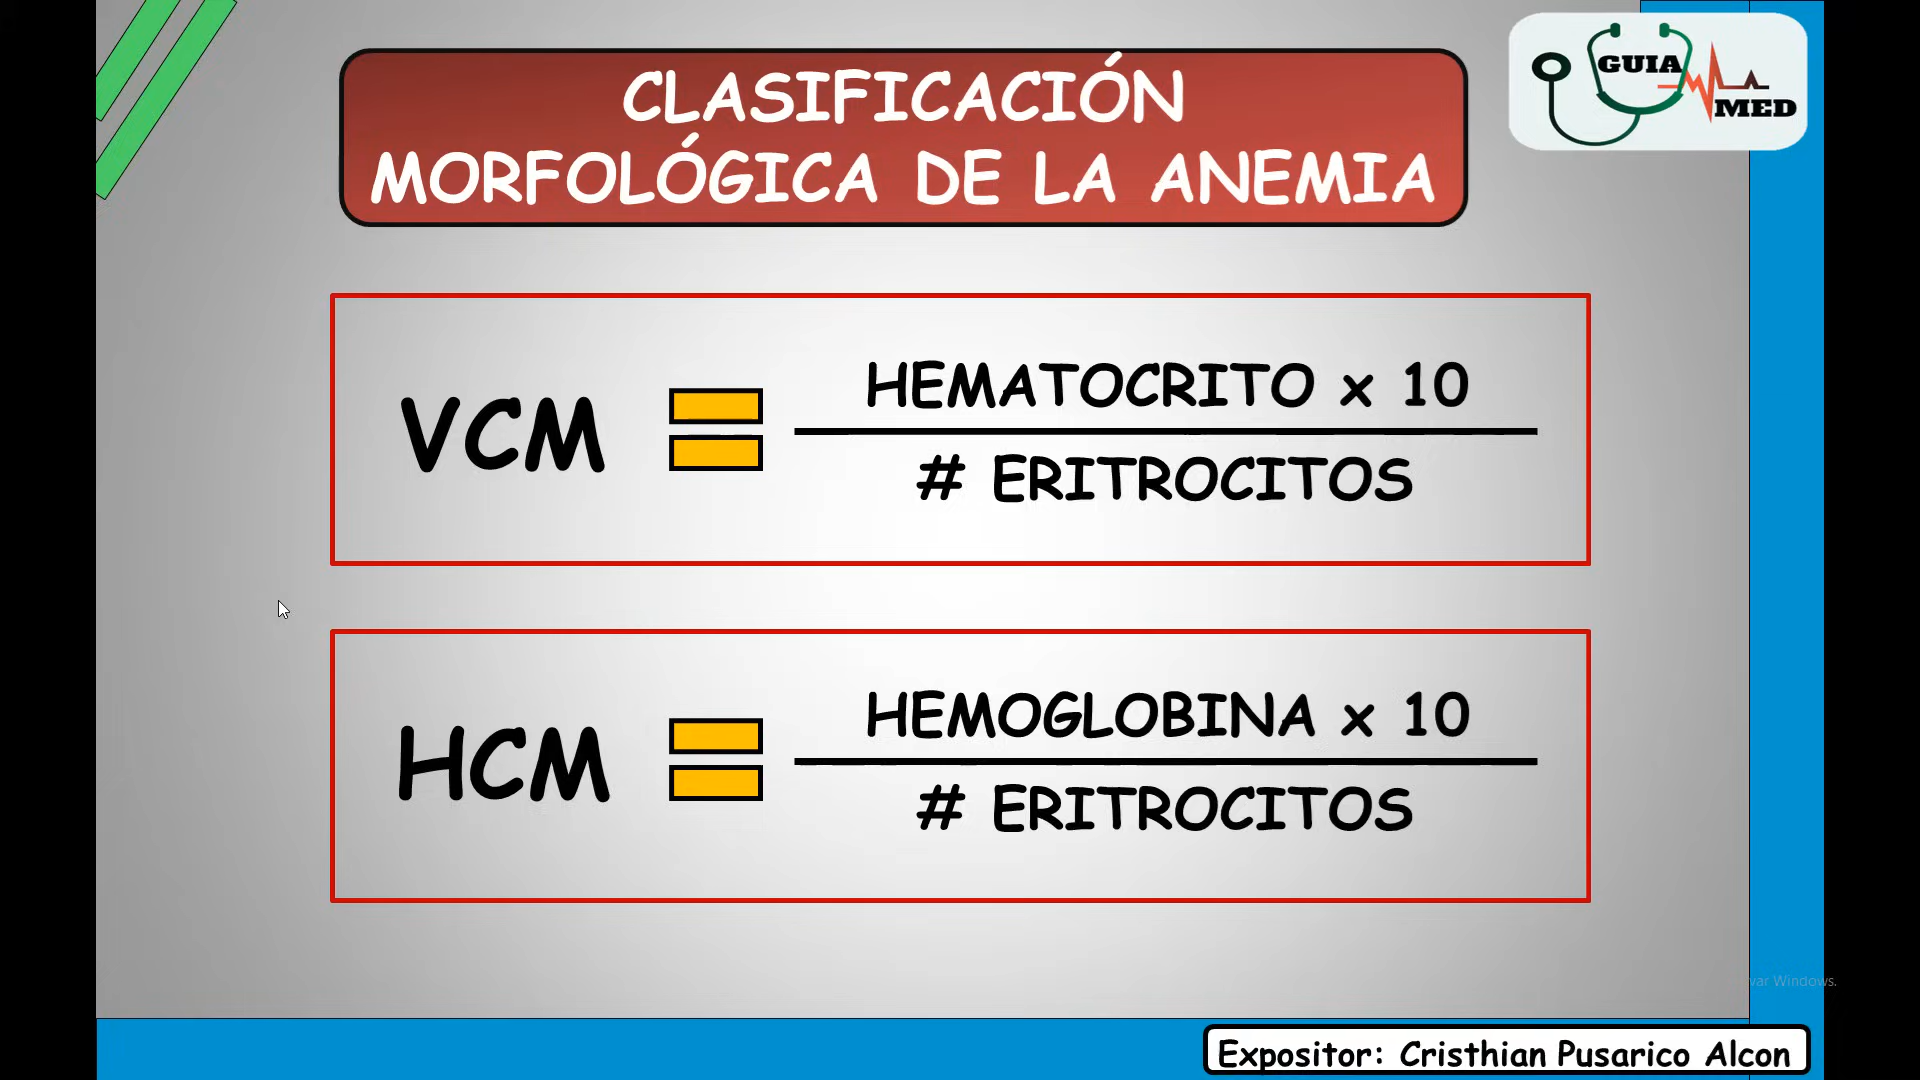 CLASIFICACIÓN
MORFOLÓGICA DE LA ANEMIA
GUIA
MED
VCM
HEMATOCRITO x 10
# ERITROCITOS
HCM
HEMOGLOBINA x 10
# ERITROCITOS
Windows.
Expositor: Cristhian Pusarico Alcon